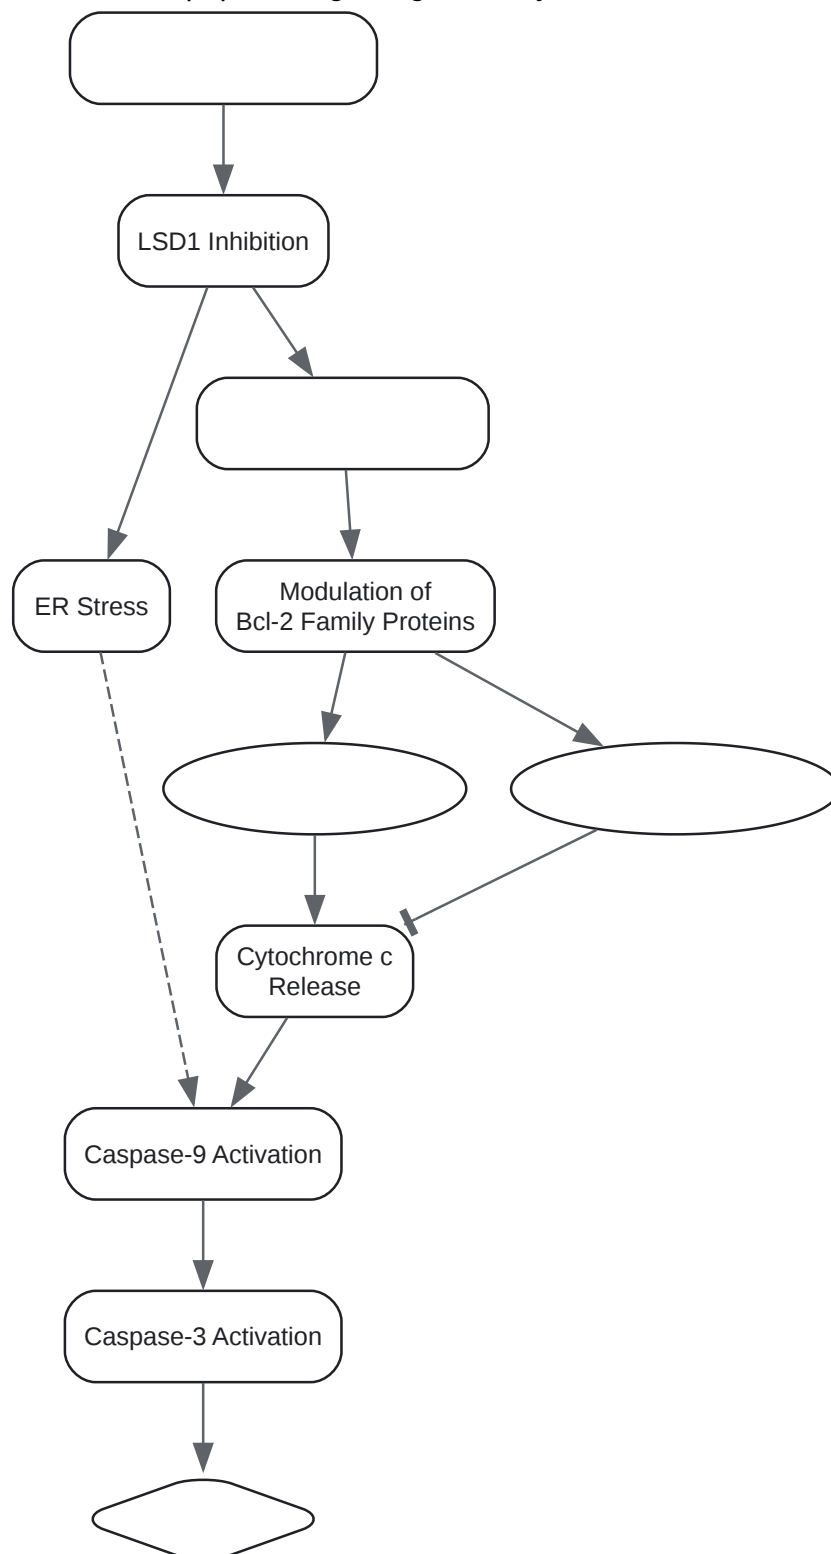 LSD1 Inhibition
ER Stress
Modulation of
Bcl-2 Family Proteins
Cytochrome c
Release
Caspase-9 Activation
Caspase-3 Activation